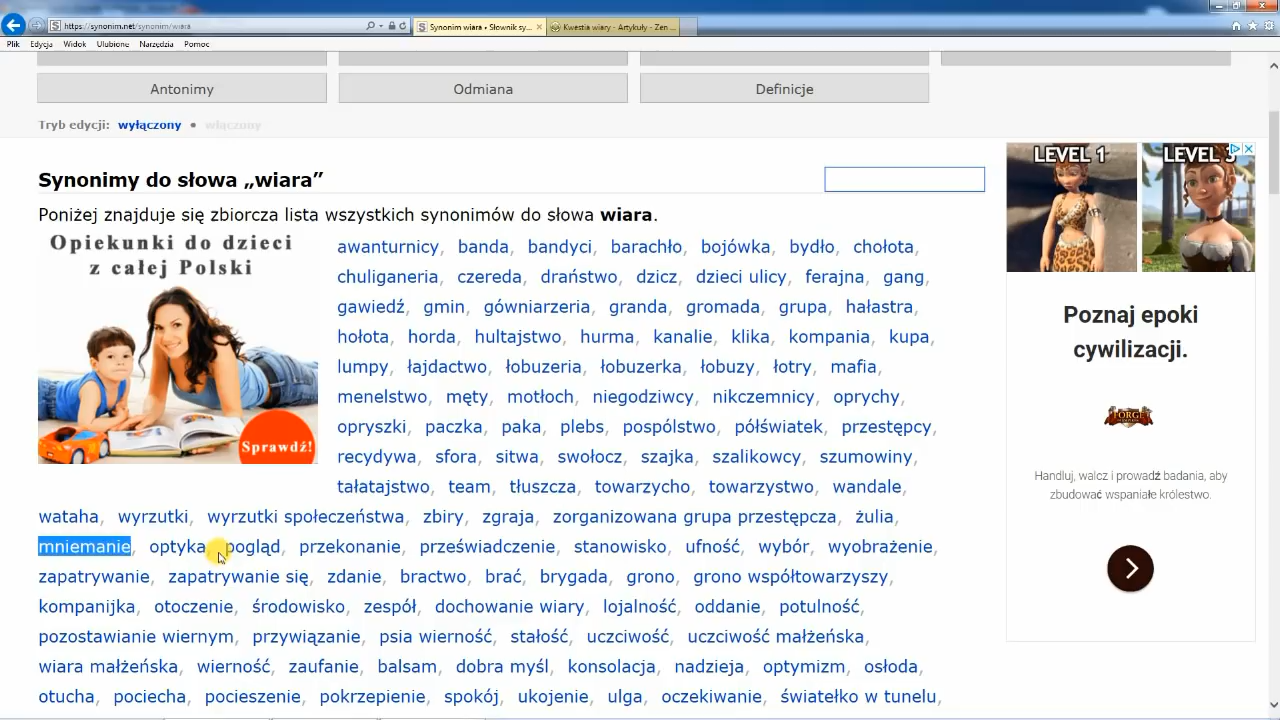 https://synonim.net/synonim/wiara
Synonim wiara • Słownik sy...
Kwestia wiary - Artykuły - Zen ...
Plik Edycja Widok Ulubione Narzędzia Pomoc
Antonimy Odmiana Definicje
Tryb edycji: wyłączony • włączony
Synonimy do słowa „wiara”
Poniżej znajduje się zbiorcza lista wszystkich synonimów do słowa wiara.
Opiekunki do dzieci
z całej Polski
Sprawdź!
awanturnicy, banda, bandyci, barachło, bojówka, bydło, chołota,
chuliganeria, czereda, draństwo, dzicz, dzieci ulicy, ferajna, gang,
gawiedź, gmin, gówniarzeria, granda, gromada, grupa, hałastra,
hołota, horda, hultajstwo, hurma, kanalie, klika, kompania, kupa,
lumpy, łajdactwo, łobuzeria, łobuzerka, łobuzy, łotry, mafia,
menelstwo, męty, motłoch, niegodziwcy, nikczemnicy, oprychy,
opryszki, paczka, paka, plebs, pospólstwo, półświatek, przestępcy,
recydywa, sfora, sitwa, swołocz, szajka, szalikowcy, szumowiny,
tałatajstwo, team, tłuszcza, towarzycho, towarzystwo, wandale,
wataha, wyrzutki, wyrzutki społeczeństwa, zbiry, zgraja, zorganizowana grupa przestępcza, żulia,
mniemanie, optyka, pogląd, przekonanie, przeświadczenie, stanowisko, ufność, wybór, wyobrażenie,
zapatrywanie, zapatrywanie się, zdanie, bractwo, brać, brygada, grono, grono współtowarzyszy,
kompanijka, otoczenie, środowisko, zespół, dochowanie wiary, lojalność, oddanie, potulność,
pozostawianie wiernym, przywiązanie, psia wierność, stałość, uczciwość, uczciwość małżeńska,
wiara małżeńska, wierność, zaufanie, balsam, dobra myśl, konsolacja, nadzieja, optymizm, osłoda,
otucha, pociecha, pocieszenie, pokrzepienie, spokój, ukojenie, ulga, oczekiwanie, światełko w tunelu,
LEVEL 1
LEVEL
Poznaj epoki
cywilizacji.
FORGE
Handluj, walcz i prowadź badania, aby
zbudować wspaniałe królestwo.